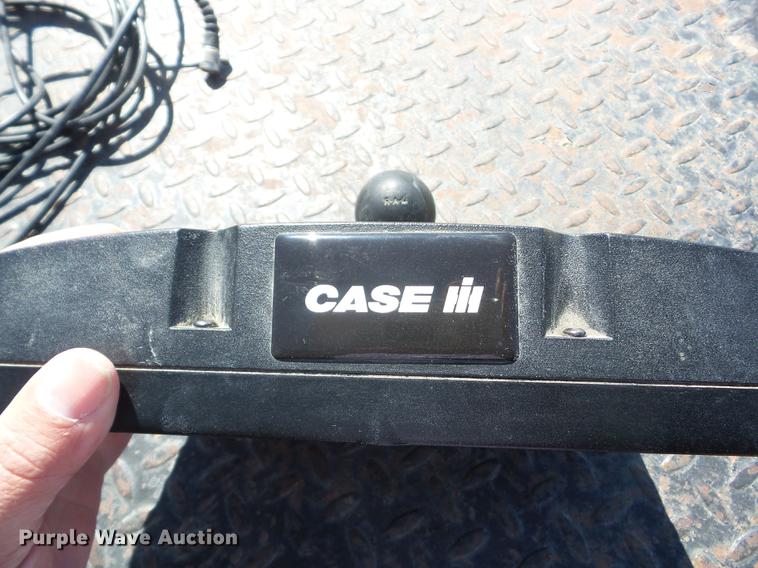 RAM
CASE IH
Purple Wave Auction